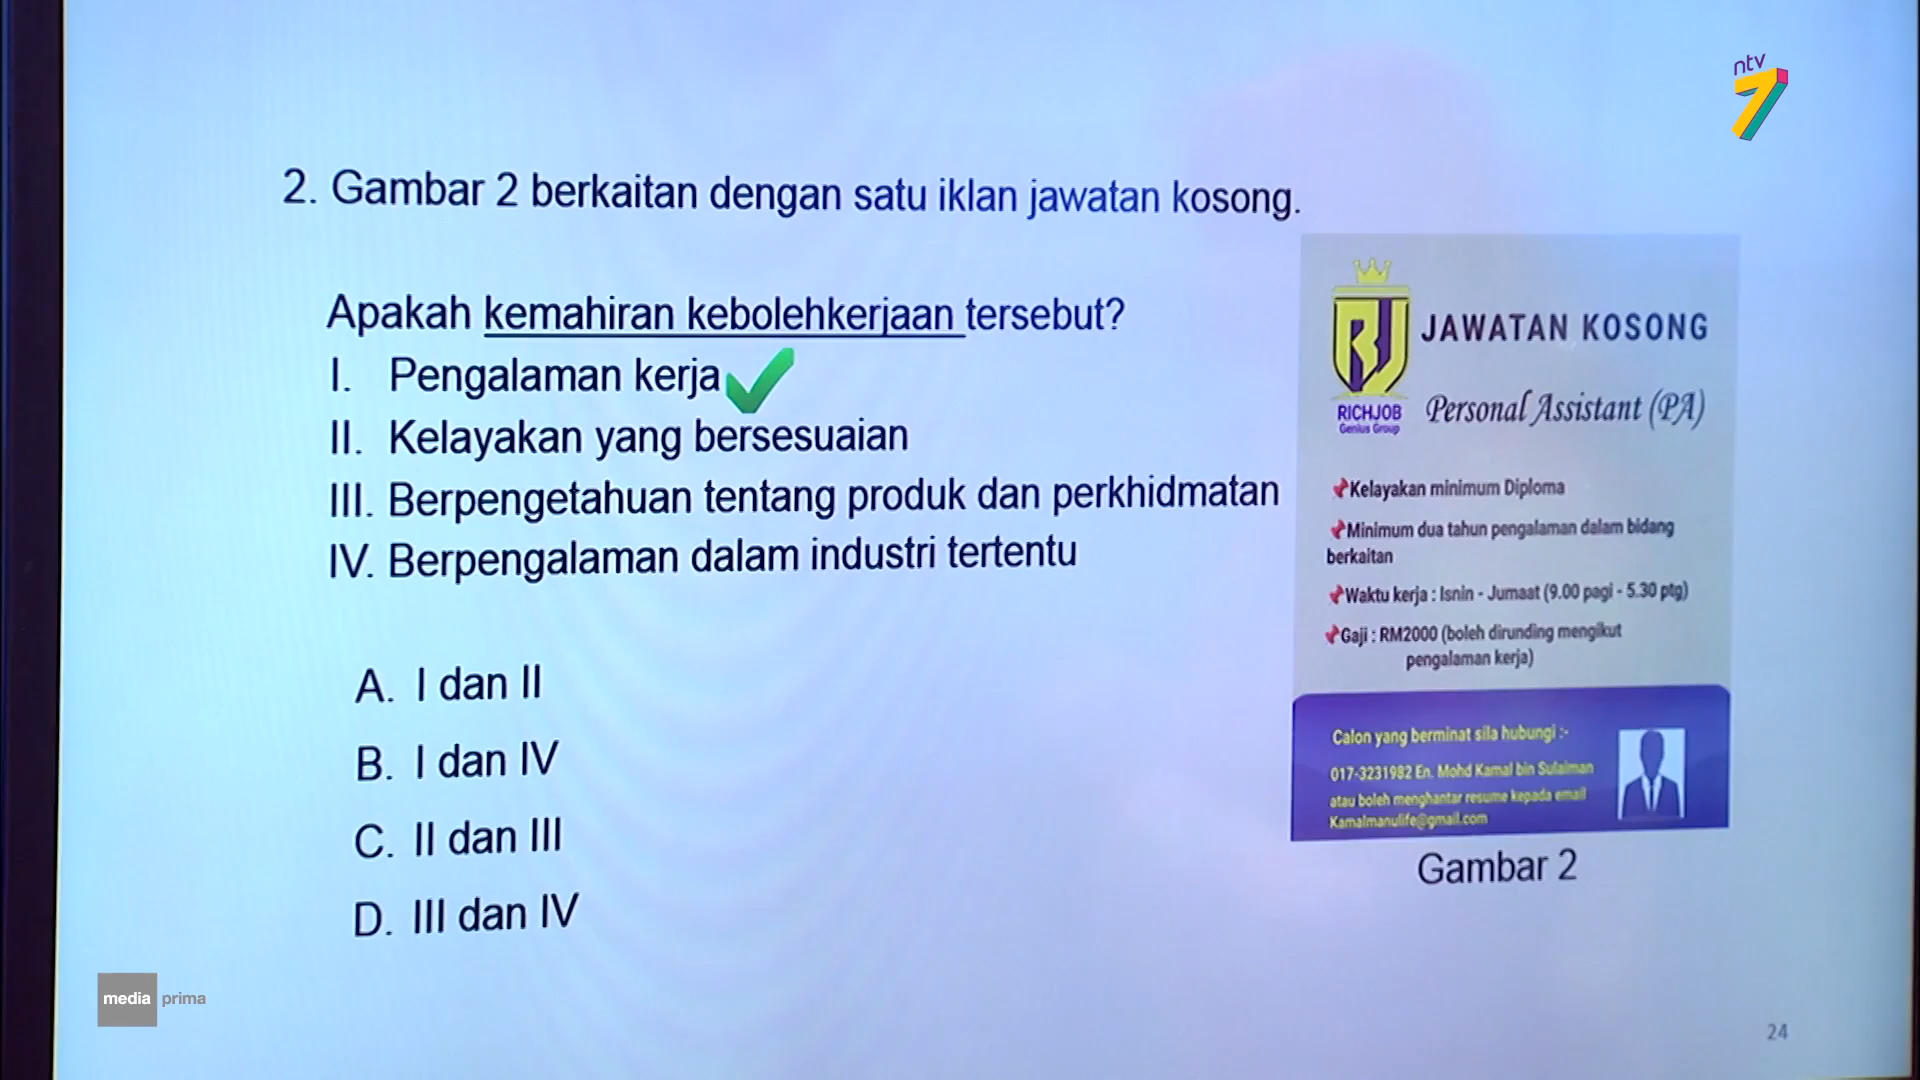 ntv
7
2. Gambar 2 berkaitan dengan satu iklan jawatan kosong.
Apakah kemahiran kebolehkerjaan tersebut?
I. Pengalaman kerja
II. Kelayakan yang bersesuaian
III. Berpengetahuan tentang produk dan perkhidmatan
IV. Berpengalaman dalam industri tertentu
A. I dan II
B. I dan IV
C. II dan III
D. III dan IV
RJ
RICHJOB
Genius Group
JAWATAN KOSONG
Personal Assistant (PA)
Kelayakan minimum Diploma
Minimum dua tahun pengalaman dalam bidang
berkaitan
Waktu kerja : Isnin - Jumaat (9.00 pagi - 5.30 ptg)
Gaji : RM2000 (boleh dirunding mengikut
pengalaman kerja)
Calon yang berminat sila hubungi :-
017-3231982 En. Mohd Kamal bin Sulaiman
atau boleh menghantar resume kepada email
Kamalmanulife@gmail.com
Gambar 2
media prima
24